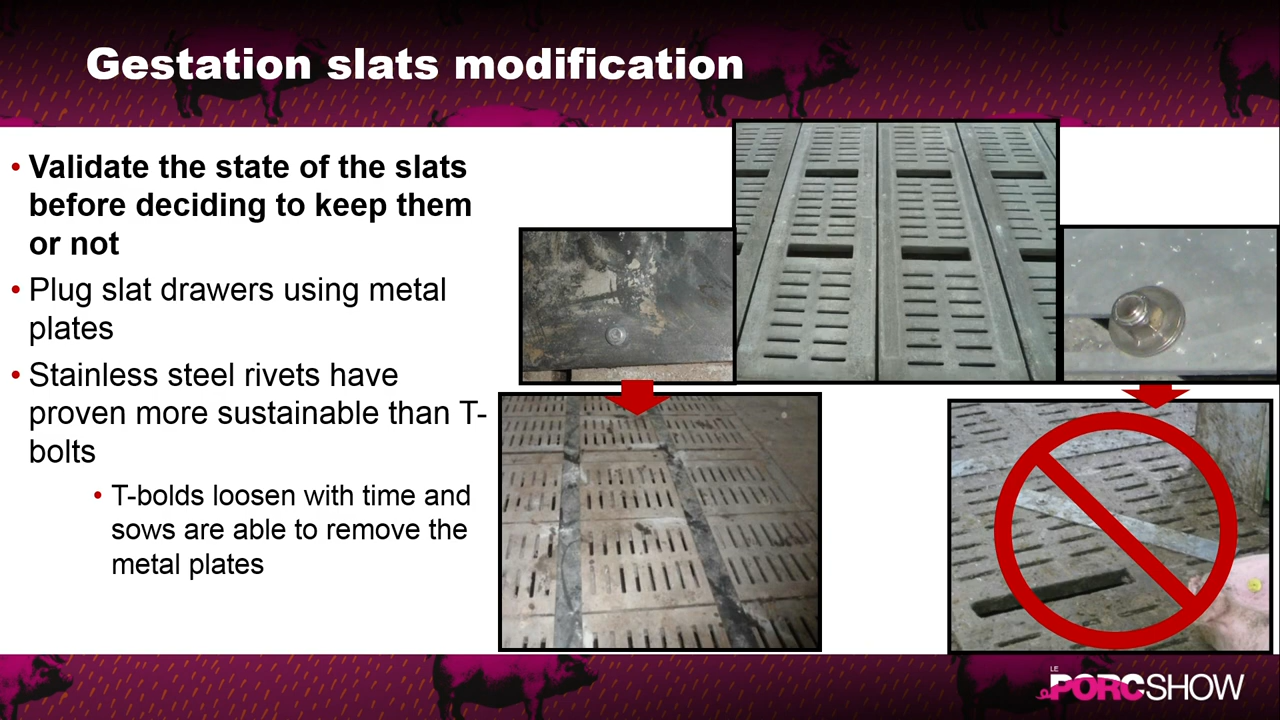 Gestation slats modification
• Validate the state of the slats
before deciding to keep them
or not
• Plug slat drawers using metal
plates
• Stainless steel rivets have
proven more sustainable than T-
bolts
• T-bolds loosen with time and
sows are able to remove the
metal plates
LE
PORCSHOW